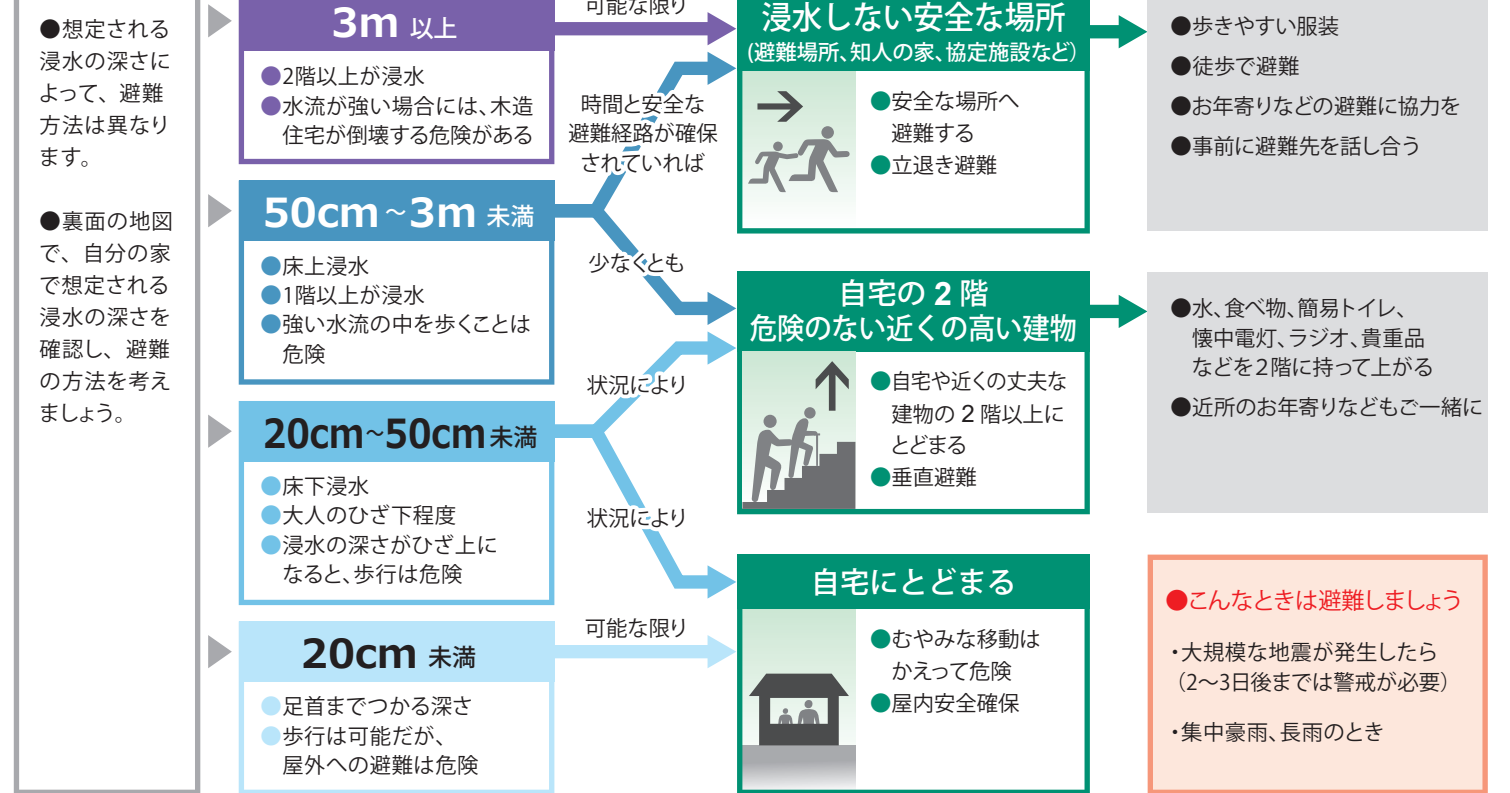 ●想定される
浸水の深さに
よって、避難
方法は異なり
ます。
●裏面の地図
で、自分の家
で想定される
浸水の深さを
確認し、避難
の方法を考え
ましょう。
3m 以上
●2階以上が浸水
●水流が強い場合には、木造
住宅が倒壊する危険がある
50cm~3m 未満
●床上浸水
●1階以上が浸水
●強い水流の中を歩くことは
危険
20cm~50cm未満
●床下浸水
●大人のひざ下程度
●浸水の深さがひざ上に
なると、歩行は危険
20cm 未満
●足首までつかる深さ
●歩行は可能だが、
屋外への避難は危険
可能な限り
時間と安全な
避難経路が確保
されていれば
少なくとも
状況により
状況により
可能な限り
浸水しない安全な場所
(避難場所、知人の家、協定施設など)
●安全な場所へ
避難する
●立退き避難
自宅の 2 階
危険のない近くの高い建物
●自宅や近くの丈夫な
建物の 2 階以上に
とどまる
●垂直避難
自宅にとどまる
●むやみな移動は
かえって危険
●屋内安全確保
●歩きやすい服装
●徒歩で避難
●お年寄りなどの避難に協力を
●事前に避難先を話し合う
●水、食べ物、簡易トイレ、
懐中電灯、ラジオ、貴重品
などを2階に持って上がる
●近所のお年寄りなどもご一緒に
●こんなときは避難しましょう
・大規模な地震が発生したら
（2～3日後までは警戒が必要）
・集中豪雨、長雨のとき